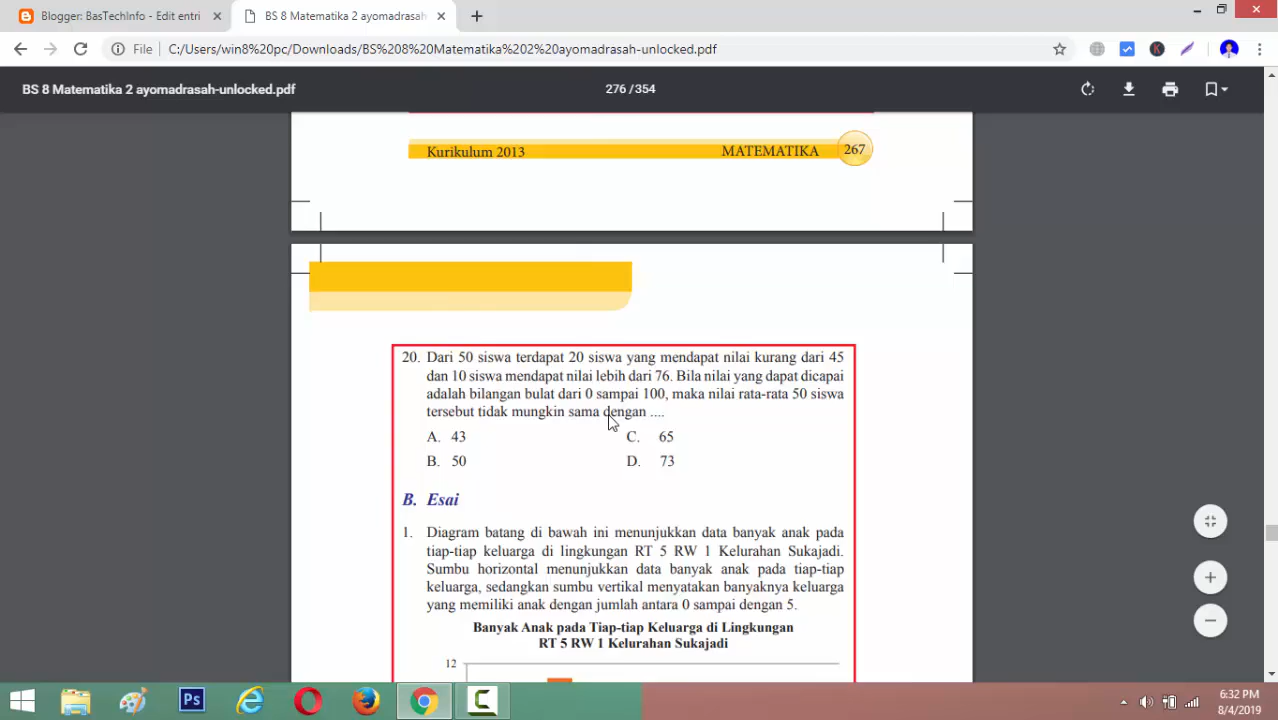 Blogger: BasTechInfo - Edit entri
BS 8 Matematika 2 ayomadrasah
File
C:/Users/win8%20pc/Downloads/BS%208%20Matematika%202%20ayomadrasah-unlocked.pdf
BS 8 Matematika 2 ayomadrasah-unlocked.pdf
276 / 354
Kurikulum 2013
MATEMATIKA
267
20. Dari 50 siswa terdapat 20 siswa yang mendapat nilai kurang dari 45
dan 10 siswa mendapat nilai lebih dari 76. Bila nilai yang dapat dicapai
adalah bilangan bulat dari 0 sampai 100, maka nilai rata-rata 50 siswa
tersebut tidak mungkin sama dengan ....
A. 43
C. 65
B. 50
D. 73
B. Esai
1. Diagram batang di bawah ini menunjukkan data banyak anak pada
tiap-tiap keluarga di lingkungan RT 5 RW 1 Kelurahan Sukajadi.
Sumbu horizontal menunjukkan data banyak anak pada tiap-tiap
keluarga, sedangkan sumbu vertikal menyatakan banyaknya keluarga
yang memiliki anak dengan jumlah antara 0 sampai dengan 5.
Banyak Anak pada Tiap-tiap Keluarga di Lingkungan
RT 5 RW 1 Kelurahan Sukajadi
12
Ps
6:32 PM
8/4/2019